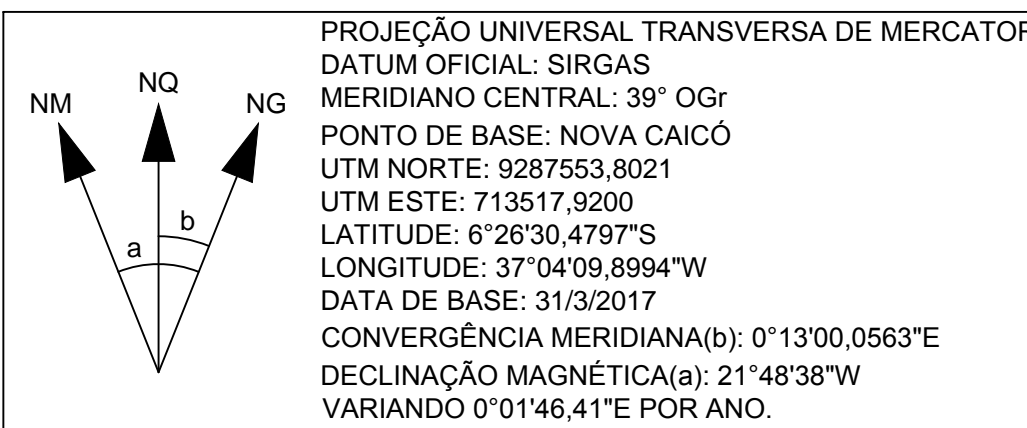 PROJEÇÃO UNIVERSAL TRANSVERSA DE MERCATOR
DATUM OFICIAL: SIRGAS
MERIDIANO CENTRAL: 39° OGr
PONTO DE BASE: NOVA CAICÓ
UTM NORTE: 9287553,8021
UTM ESTE: 713517,9200
LATITUDE: 6°26'30,4797"S
LONGITUDE: 37°04'09,8994"W
DATA DE BASE: 31/3/2017
CONVERGÊNCIA MERIDIANA(b): 0°13'00,0563"E
DECLINAÇÃO MAGNÉTICA(a): 21°48'38"W
VARIANDO 0°01'46,41"E POR ANO.
NM
NQ
NG
a
b